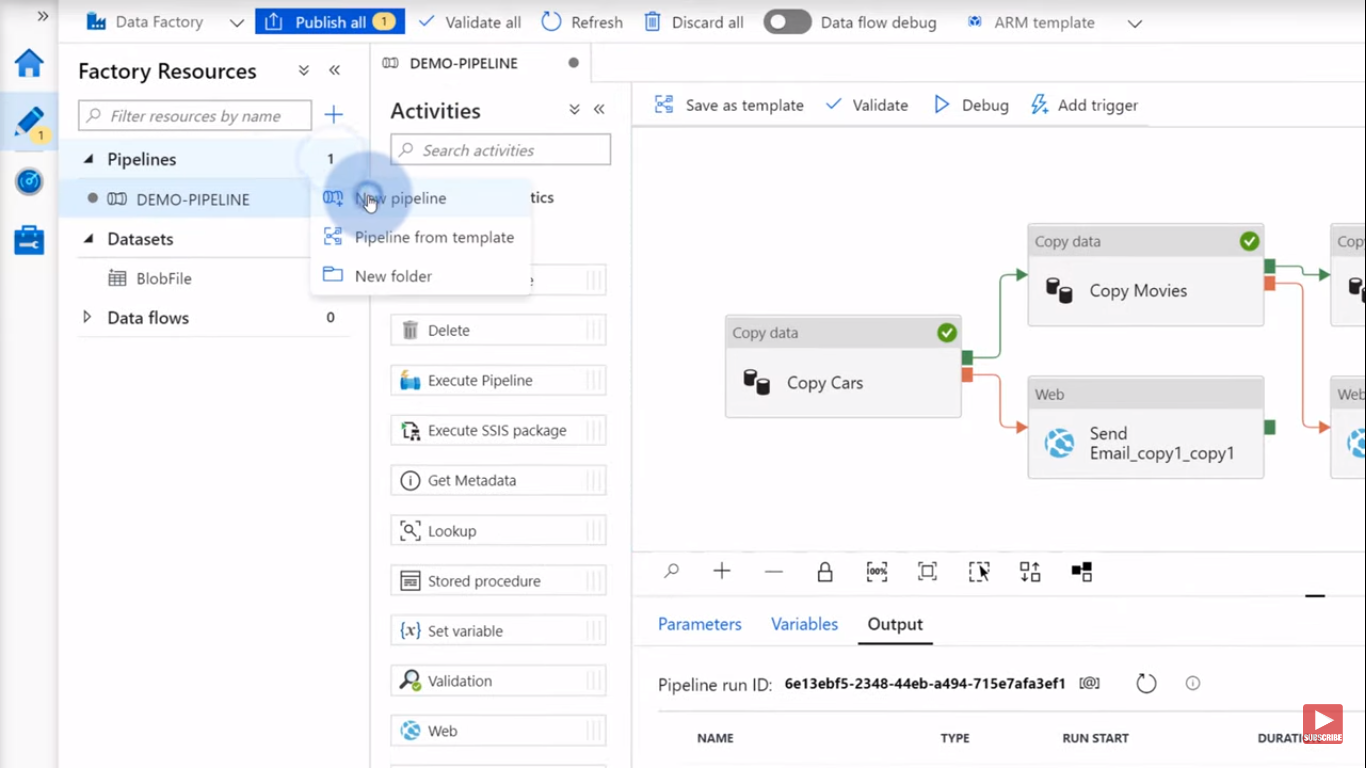 Data Factory
Publish all
1
Validate all
Refresh
Discard all
Data flow debug
ARM template
1
Factory Resources
Filter resources by name
Pipelines
1
DEMO-PIPELINE
Datasets
BlobFile
Data flows
0
New pipeline
Pipeline from template
New folder
DEMO-PIPELINE
Activities
Search activities
Delete
Execute Pipeline
Execute SSIS package
Get Metadata
Lookup
Stored procedure
{x} Set variable
Validation
Web
Save as template
Validate
Debug
Add trigger
Copy data
Copy Cars
Copy data
Copy Movies
Web
Send
Email_copy1_copy1
Web
100%
Parameters
Variables
Output
Pipeline run ID: 6e13ebf5-2348-44eb-a494-715e7afa3ef1 [@]
NAME
TYPE
RUN START
SUBSCRIBE